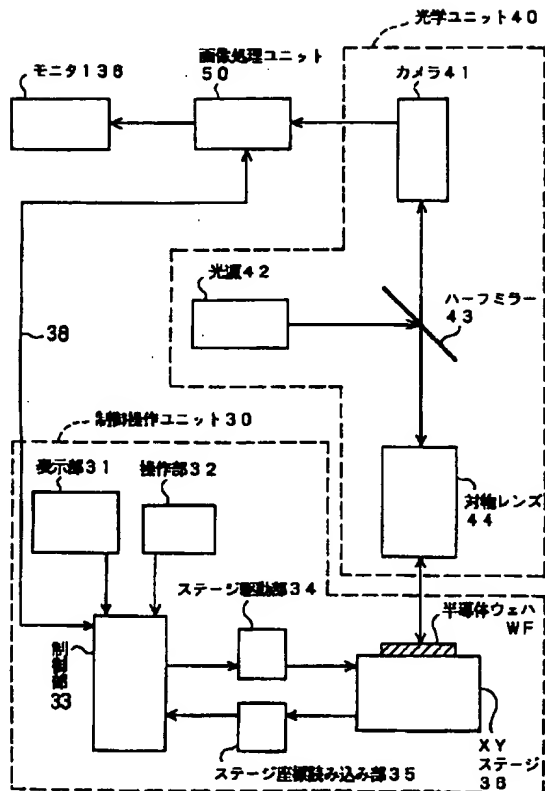 光学ユニット40
モニタ136
画像処理ユニット
50
カメラ41
光源42
ハーフミラー
43
38
制御操作ユニット30
表示部31
操作部32
対物レンズ
44
ステージ駆動部34
半導体ウェハ
WF
制御部
33
ステージ座標読み込み部35
XY
ステージ
36